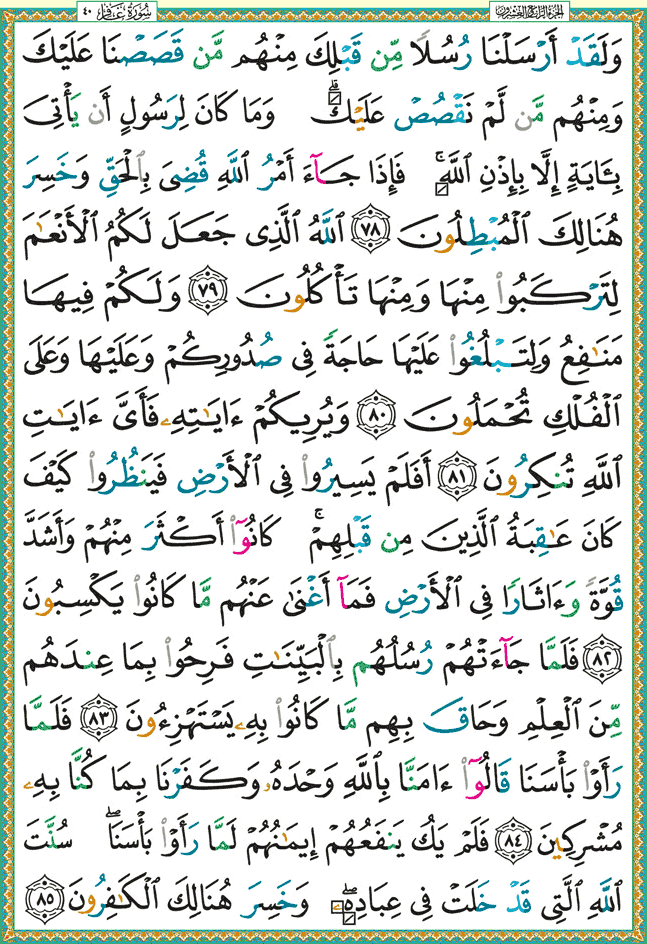 سُورَةُ غَافِر ٤٠
الجزء الرابع والعشرون
وَلَقَدْ أَرْسَلْنَا رُسُلًا مِّن قَبْلِكَ مِنْهُم مَّن قَصَصْنَا عَلَيْكَ
وَمِنْهُم مَّن لَّمْ نَقْصُصْ عَلَيْكَۗ وَمَا كَانَ لِرَسُولٍ أَن يَأْتِىَ
بِـَٔايَةٍ إِلَّا بِإِذْنِ ٱللَّهِۚ فَإِذَا جَآءَ أَمْرُ ٱللَّهِ قُضِىَ بِٱلْحَقِّ وَخَسِرَ
هُنَالِكَ ٱلْمُبْطِلُونَ ٧٨ ٱللَّهُ ٱلَّذِى جَعَلَ لَكُمُ ٱلْأَنْعَٰمَ
لِتَرْكَبُوا۟ مِنْهَا وَمِنْهَا تَأْكُلُونَ ٧٩ وَلَكُمْ فِيهَا
مَنَٰفِعُ وَلِتَبْلُغُوا۟ عَلَيْهَا حَاجَةً فِى صُدُورِكُمْ وَعَلَيْهَا وَعَلَى
ٱلْفُلْكِ تُحْمَلُونَ ٨٠ وَيُرِيكُمْ ءَايَٰتِهِۦ فَأَىَّ ءَايَٰتِ
ٱللَّهِ تُنكِرُونَ ٨١ أَفَلَمْ يَسِيرُوا۟ فِى ٱلْأَرْضِ فَيَنظُرُوا۟ كَيْفَ
كَانَ عَٰقِبَةُ ٱلَّذِينَ مِن قَبْلِهِمْۚ كَانُوٓا۟ أَكْثَرَ مِنْهُمْ وَأَشَدَّ
قُوَّةً وَءَاثَارًا فِى ٱلْأَرْضِ فَمَآ أَغْنَىٰ عَنْهُم مَّا كَانُوا۟ يَكْسِبُونَ
٨٢ فَلَمَّا جَآءَتْهُمْ رُسُلُهُم بِٱلْبَيِّنَٰتِ فَرِحُوا۟ بِمَا عِندَهُم
مِّنَ ٱلْعِلْمِ وَحَاقَ بِهِم مَّا كَانُوا۟ بِهِۦ يَسْتَهْزِءُونَ ٨٣ فَلَمَّا
رَأَوْا۟ بَأْسَنَا قَالُوٓا۟ ءَامَنَّا بِٱللَّهِ وَحْدَهُۥ وَكَفَرْنَا بِمَا كُنَّا بِهِۦ
مُشْرِكِينَ ٨٤ فَلَمْ يَكُ يَنفَعُهُمْ إِيمَٰنُهُمْ لَمَّا رَأَوْا۟ بَأْسَنَاۖ سُنَّتَ
ٱللَّهِ ٱلَّتِى قَدْ خَلَتْ فِى عِبَادِهِۦۖ وَخَسِرَ هُنَالِكَ ٱلْكَٰفِرُونَ ٨٥